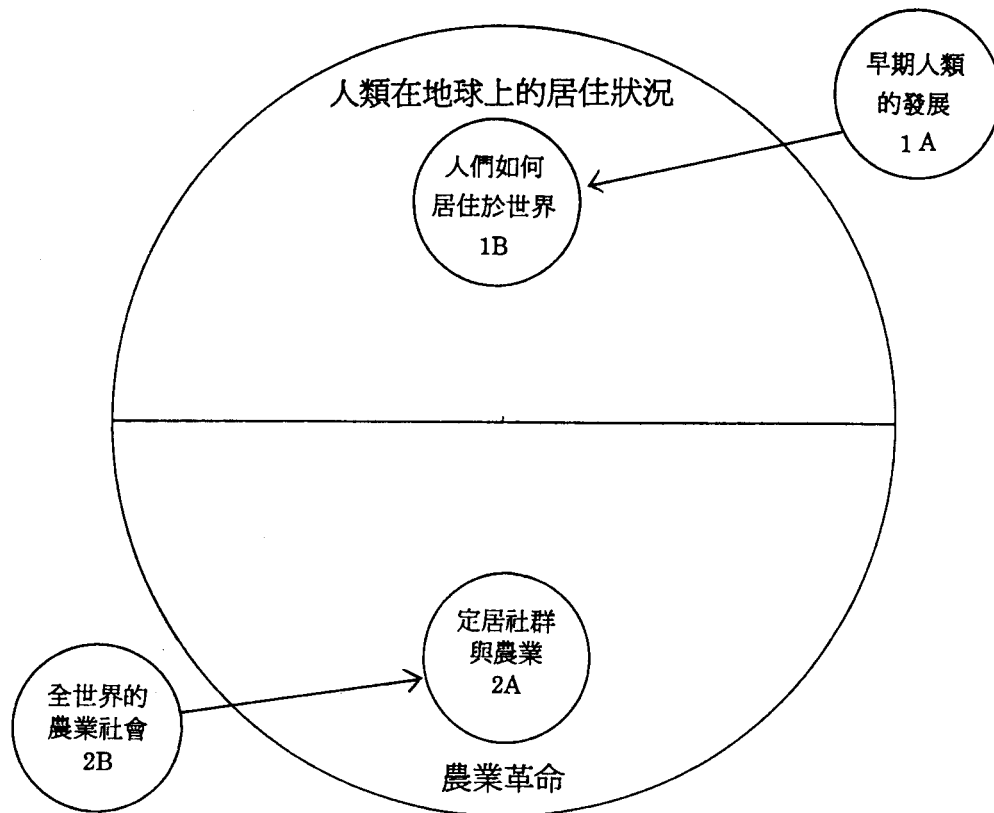 人類在地球上的居住狀況
早期人類
的發展
1 A
人們如何
居住於世界
1B
定居社群
與農業
2A
全世界的
農業社會
2B
農業革命